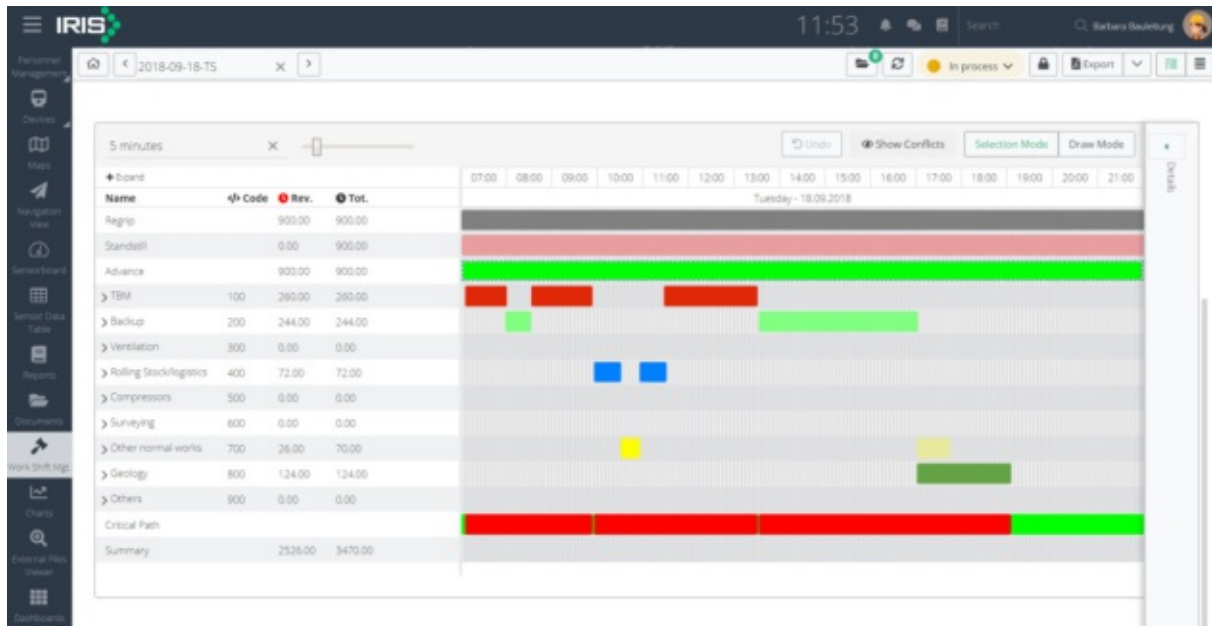 IRIS
11:53
Search
Barbara Bauleitung
Personnel Management
2018-09-18-TS
0
In process
Export
Devices
Maps
Navigation View
Sensorboard
Sensor Data Table
Reports
Documents
Work Shift Mgt.
Charts
External Files Viewer
Dashboards
5 minutes
Undo
Show Conflicts
Selection Mode
Draw Mode
Details
Expand
07:00 08:00 09:00 10:00 11:00 12:00 13:00 14:00 15:00 16:00 17:00 18:00 19:00 20:00 21:00
Name Code Rev. Tot.
Tuesday - 18.09.2018
Regrip 900.00 900.00
Standstill 0.00 900.00
Advance 900.00 900.00
TBM 100 260.00 260.00
Backup 200 244.00 244.00
Ventilation 300 0.00 0.00
Rolling Stock/logistics 400 72.00 72.00
Compressors 500 0.00 0.00
Surveying 600 0.00 0.00
Other normal works 700 26.00 70.00
Geology 800 124.00 124.00
Others 900 0.00 0.00
Critical Path
Summary 2526.00 3470.00